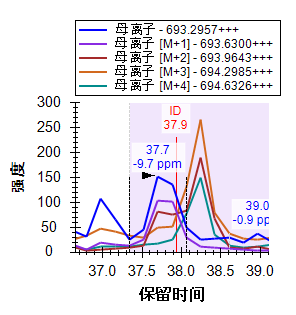 母离子 - 693.2957+++
母离子 [M+1] - 693.6300+++
母离子 [M+2] - 693.9643+++
母离子 [M+3] - 694.2985+++
母离子 [M+4] - 694.6326+++
300
250
200
150
100
50
0
强度
ID
37.9
37.7
-9.7 ppm
39.0
-0.9 pp
37.0
37.5
38.0
38.5
39.0
保留时间